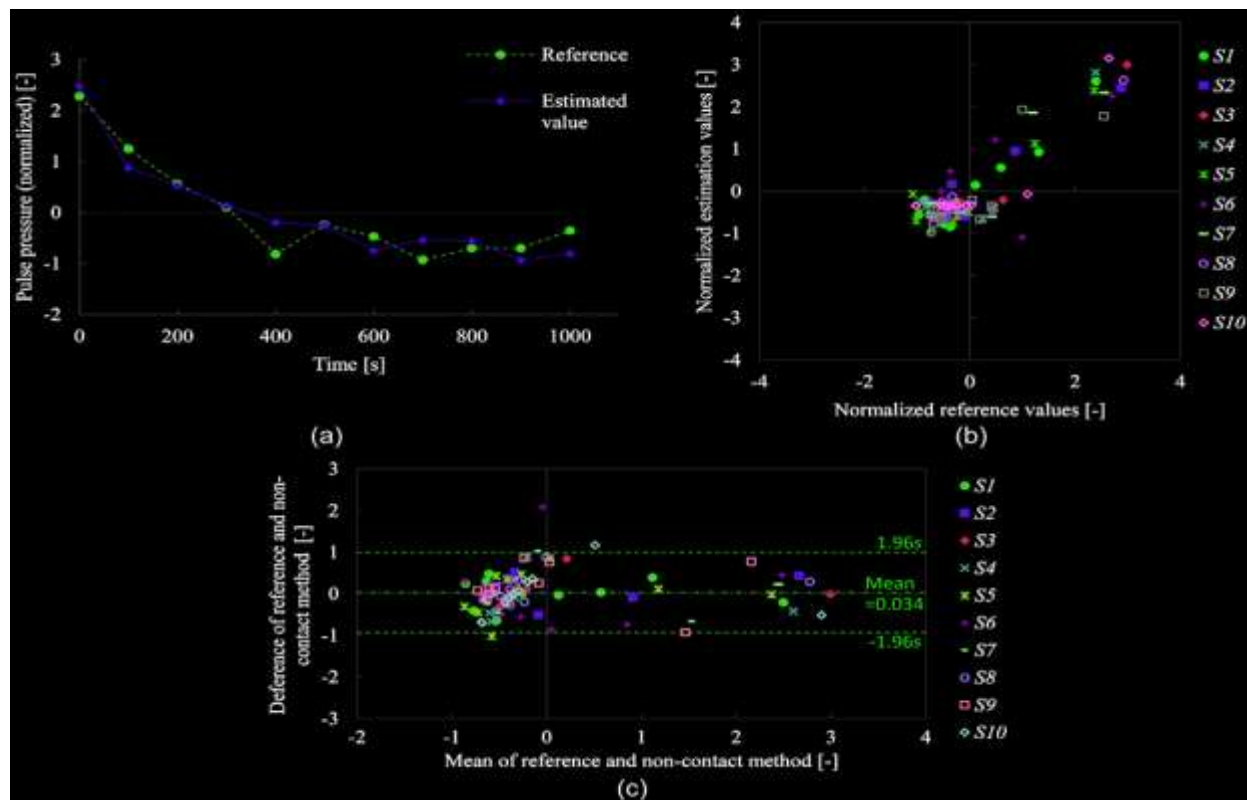 3
2
1
0
-1
-2
0
200
400
600
800
1000
Pulse pressure (normalized) [-]
Time [s]
Reference
Estimated
value
(a)
4
3
2
1
0
-1
-2
-3
-4
-4
-2
0
2
4
Normalized estimation values [-]
Normalized reference values [-]
S1
S2
S3
S4
S5
S6
S7
S8
S9
S10
(b)
3
2
1
0
-1
-2
-3
-2
-1
0
1
2
3
4
Deference of reference and non-
contact method [-]
Mean of reference and non-contact method [-]
1.96s
Mean
=0.034
-1.96s
S1
S2
S3
S4
S5
S6
S7
S8
S9
S10
(c)